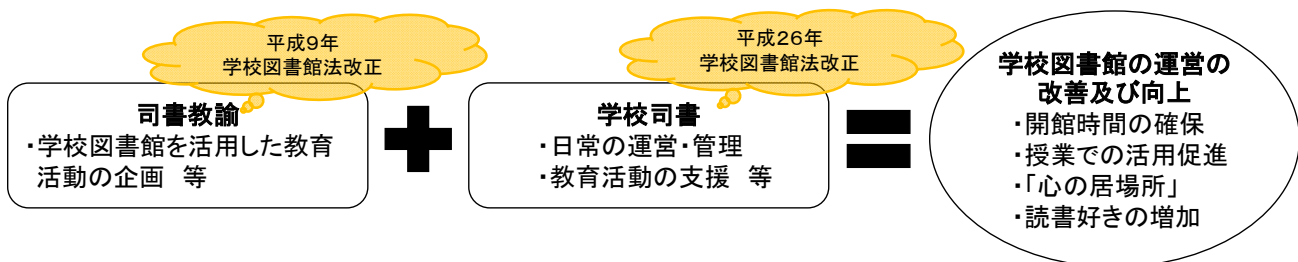 平成9年
学校図書館法改正
司書教諭
・学校図書館を活用した教育
活動の企画　等
平成26年
学校図書館法改正
学校司書
・日常の運営・管理
・教育活動の支援　等
学校図書館の運営の
改善及び向上
・開館時間の確保
・授業での活用促進
・「心の居場所」
・読書好きの増加